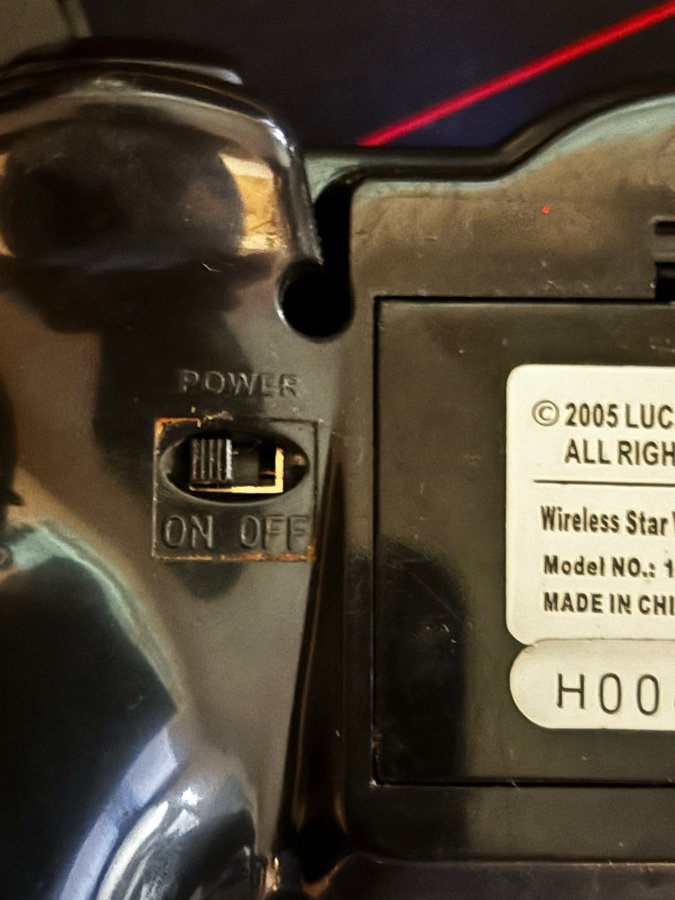 POWER
ON OFF
© 2005 LUC
ALL RIGH
Wireless Star
Model NO.: 1
MADE IN CHI
H00